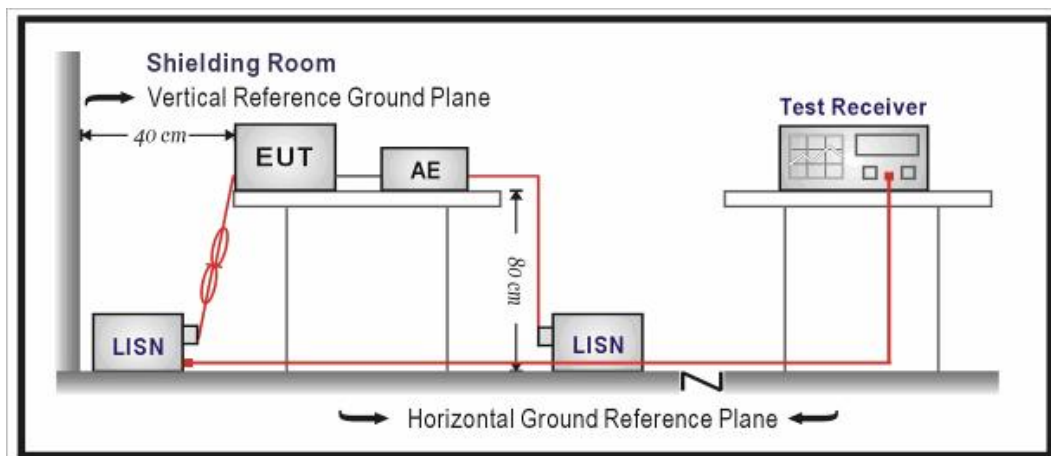 Shielding Room
Vertical Reference Ground Plane
40 cm
EUT
AE
Test Receiver
80 cm
LISN
LISN
Horizontal Ground Reference Plane